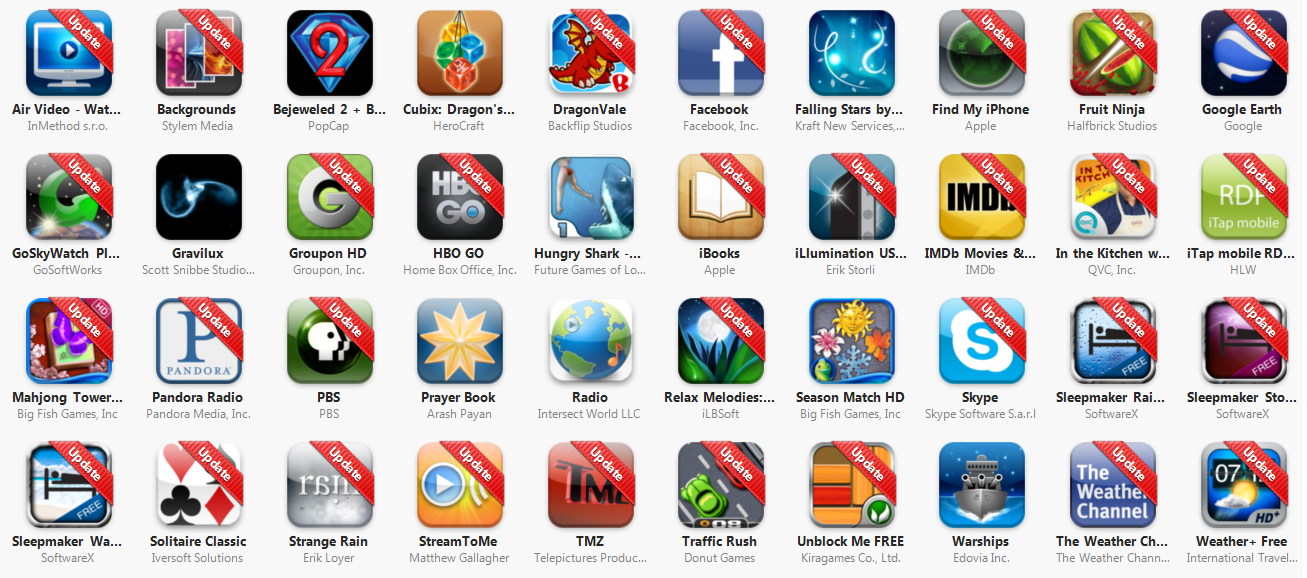 Update Update Update Update Update Update Update
Air Video - Wat... Backgrounds Bejeweled 2 + B... Cubix: Dragon's... DragonVale Facebook Falling Stars by... Find My iPhone Fruit Ninja Google Earth
InMethod s.r.o. Stylem Media PopCap HeroCraft Backflip Studios Facebook, Inc. Kraft New Services,... Apple Halfbrick Studios Google
Update Update Update Update Update Update Update Update
HBO GO IMDb IN THE KITCHEN QVC RDP iTap mobile
GoSkyWatch Pl... Gravilux Groupon HD HBO GO Hungry Shark -... iBooks iLlumination US... IMDb Movies &... In the Kitchen w... iTap mobile RD...
GoSoftWorks Scott Snibbe Studio... Groupon, Inc. Home Box Office, Inc. Future Games of Lo... Apple Erik Storli IMDb QVC, Inc. HLW
Update Update Update Update Update Update Update
HD P PANDORA S FREE FREE
Mahjong Tower... Pandora Radio PBS Prayer Book Radio Relax Melodies:... Season Match HD Skype Sleepmaker Rai... Sleepmaker Sto...
Big Fish Games, Inc Pandora Media, Inc. PBS Arash Payan Intersect World LLC iLBSoft Big Fish Games, Inc Skype Software S.a.r.l SoftwareX SoftwareX
Update Update Update Update Update Update Update Update Update
FREE TMZ The Weather Channel HD+
Sleepmaker Wa... Solitaire Classic Strange Rain StreamToMe TMZ Traffic Rush Unblock Me FREE Warships The Weather Ch... Weather+ Free
SoftwareX Iversoft Solutions Erik Loyer Matthew Gallagher Telepictures Produc... Donut Games Kiragames Co., Ltd. Edovia Inc. The Weather Chann... International Travel...